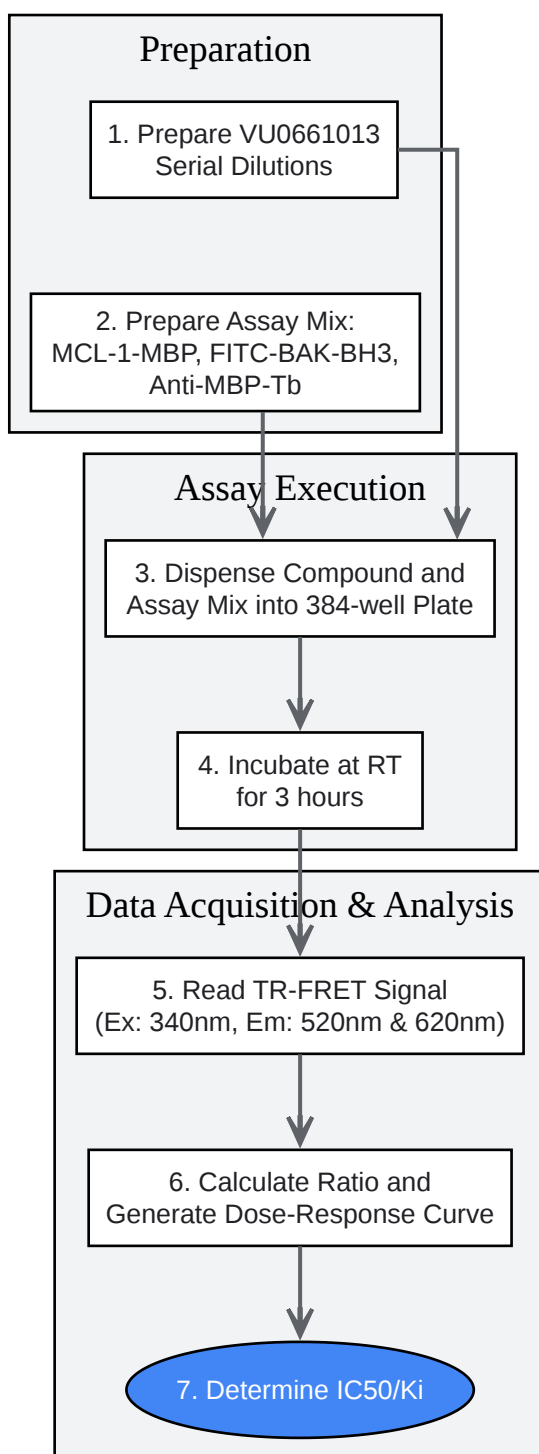 Preparation
1. Prepare VU0661013
Serial Dilutions
2. Prepare Assay Mix:
MCL-1-MBP, FITC-BAK-BH3,
Anti-MBP-Tb
Assay Execution
3. Dispense Compound and
Assay Mix into 384-well Plate
4. Incubate at RT
for 3 hours
Data Acquisition & Analysis
5. Read TR-FRET Signal
(Ex: 340nm, Em: 520nm & 620nm)
6. Calculate Ratio and
Generate Dose-Response Curve
7. Determine IC50/Ki